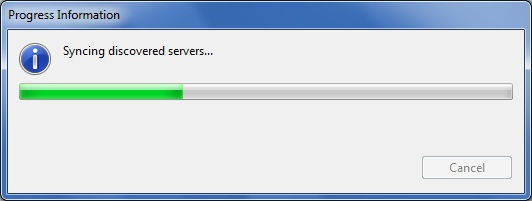 Progress Information
Syncing discovered servers...
Cancel